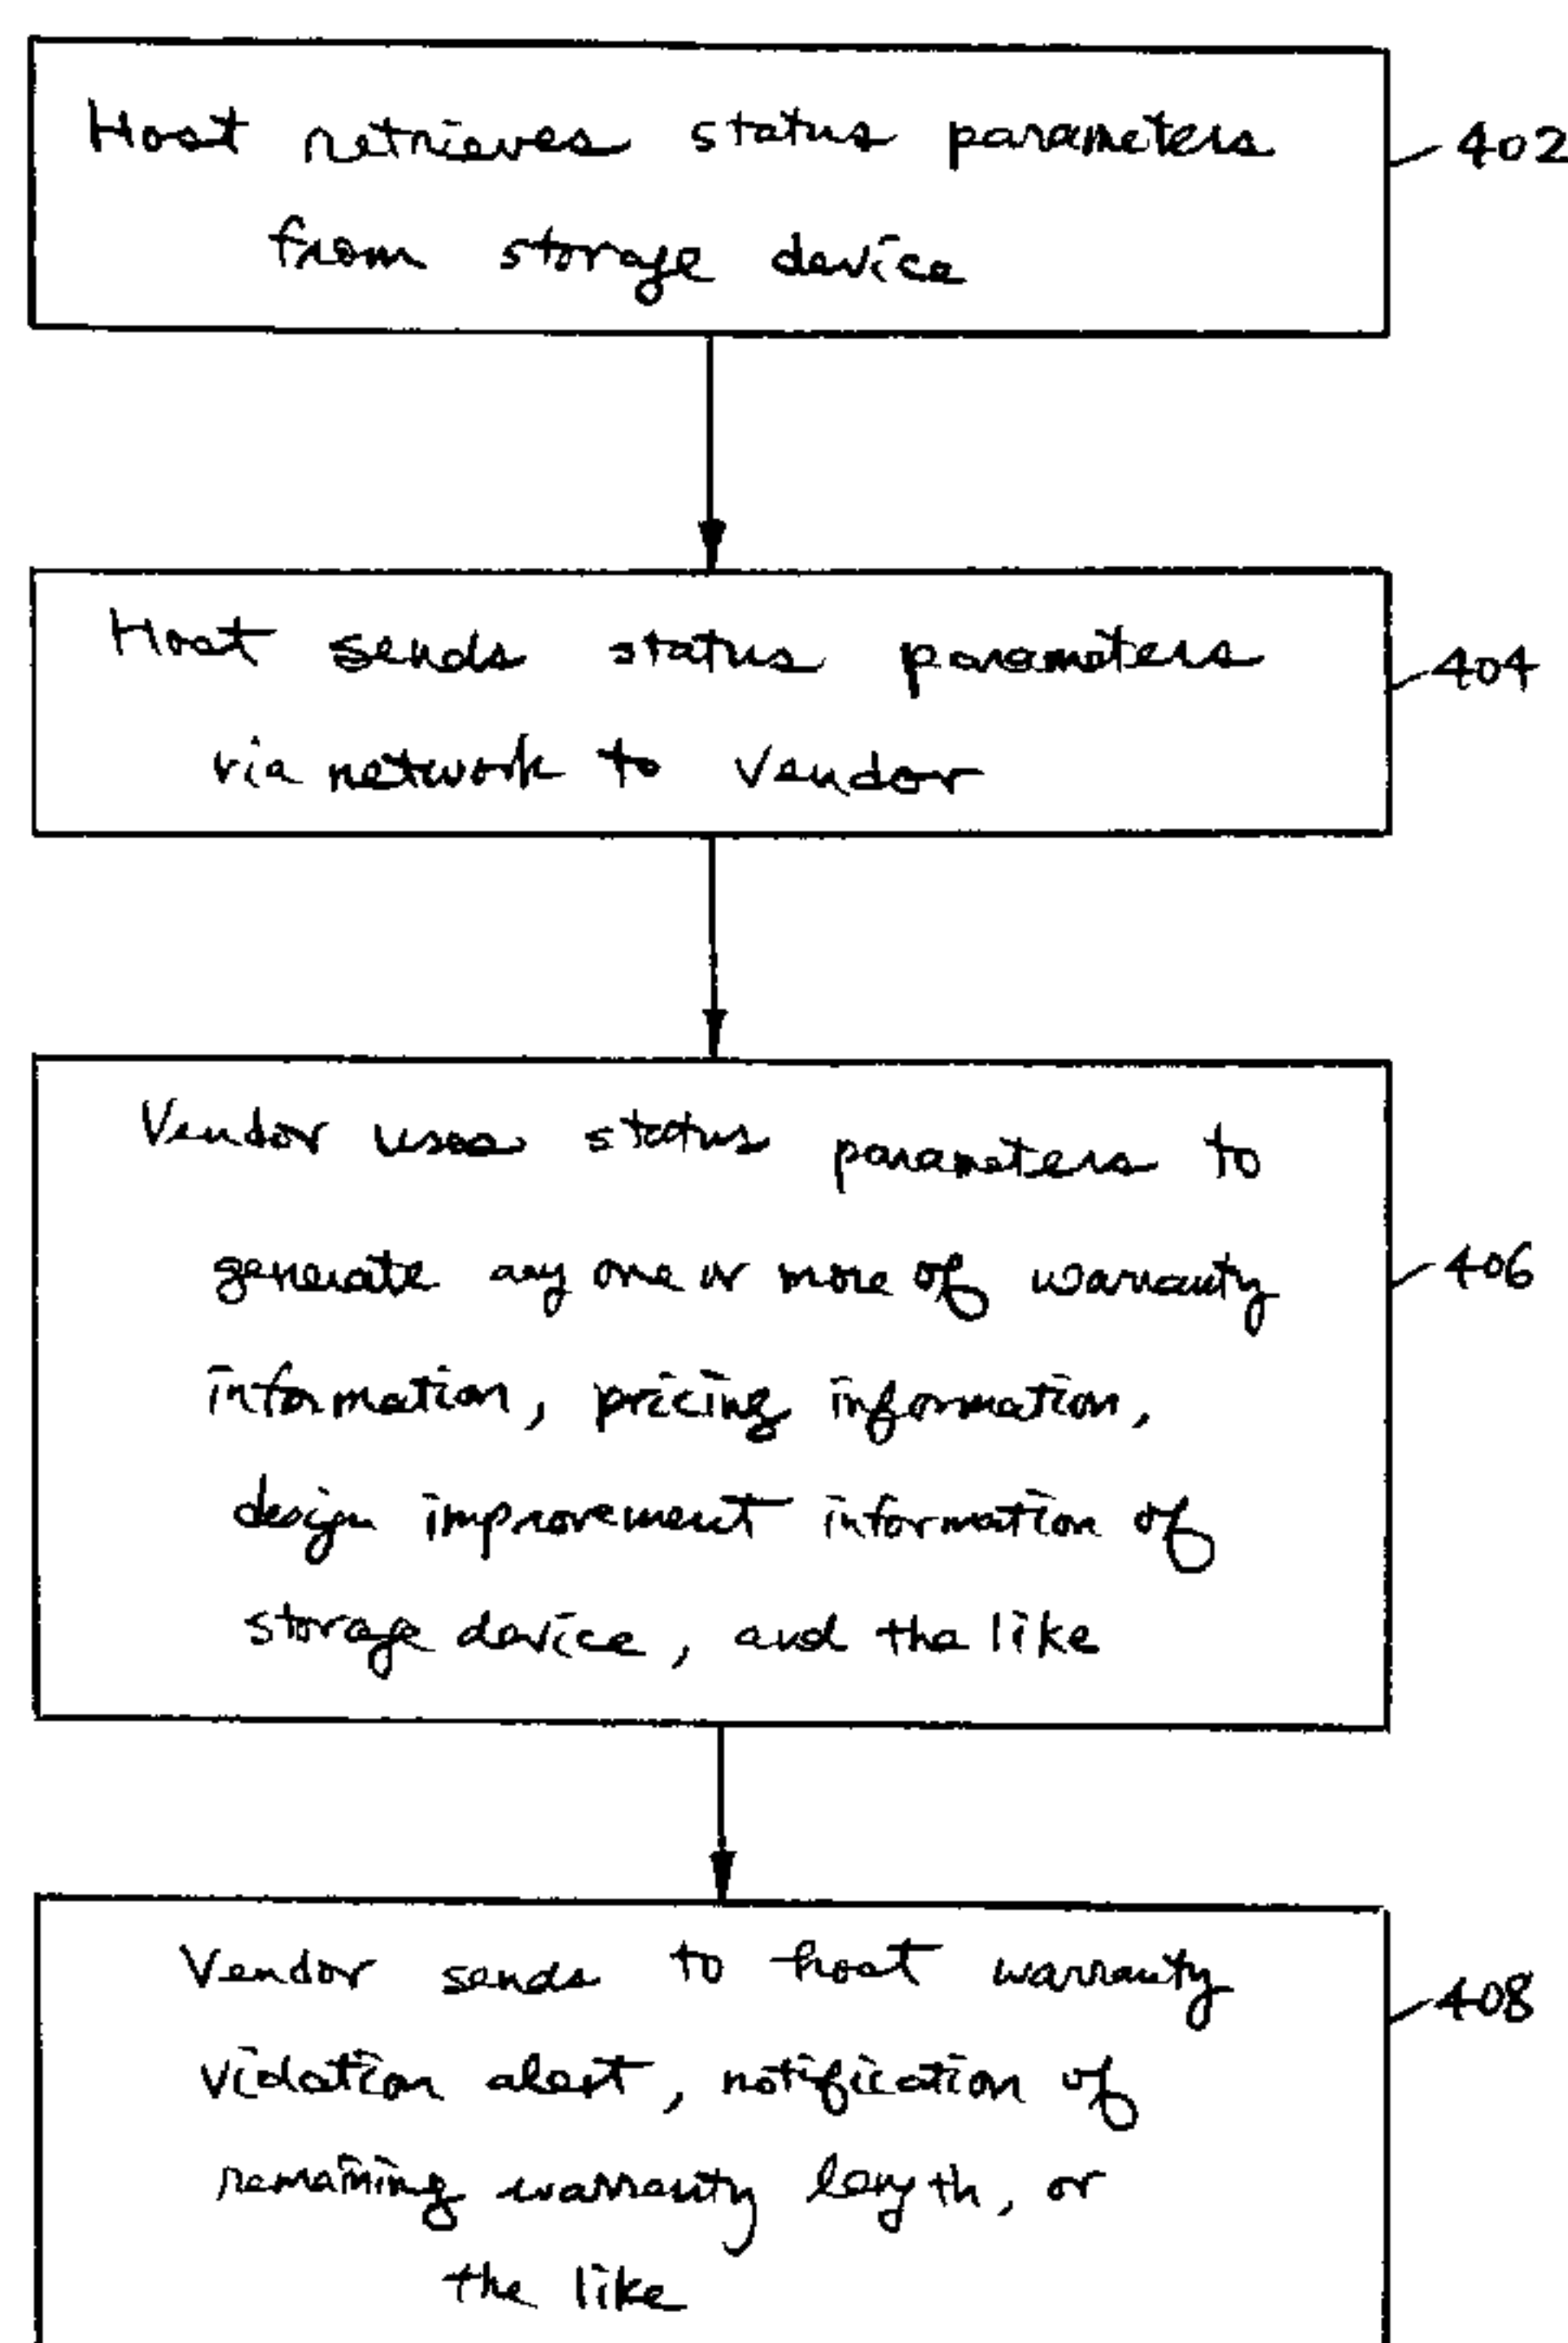 Host retrieves status parameters
402
from storage device
Host sends status parameters
404
via network to vendor
Vendor uses status parameters to
generate any one or more of warranty
406
information, pricing information,
design improvement information of
storage device, and the like
Vendor sends to host warranty
408
violation alert, notification of
remaining warranty length, or
the like